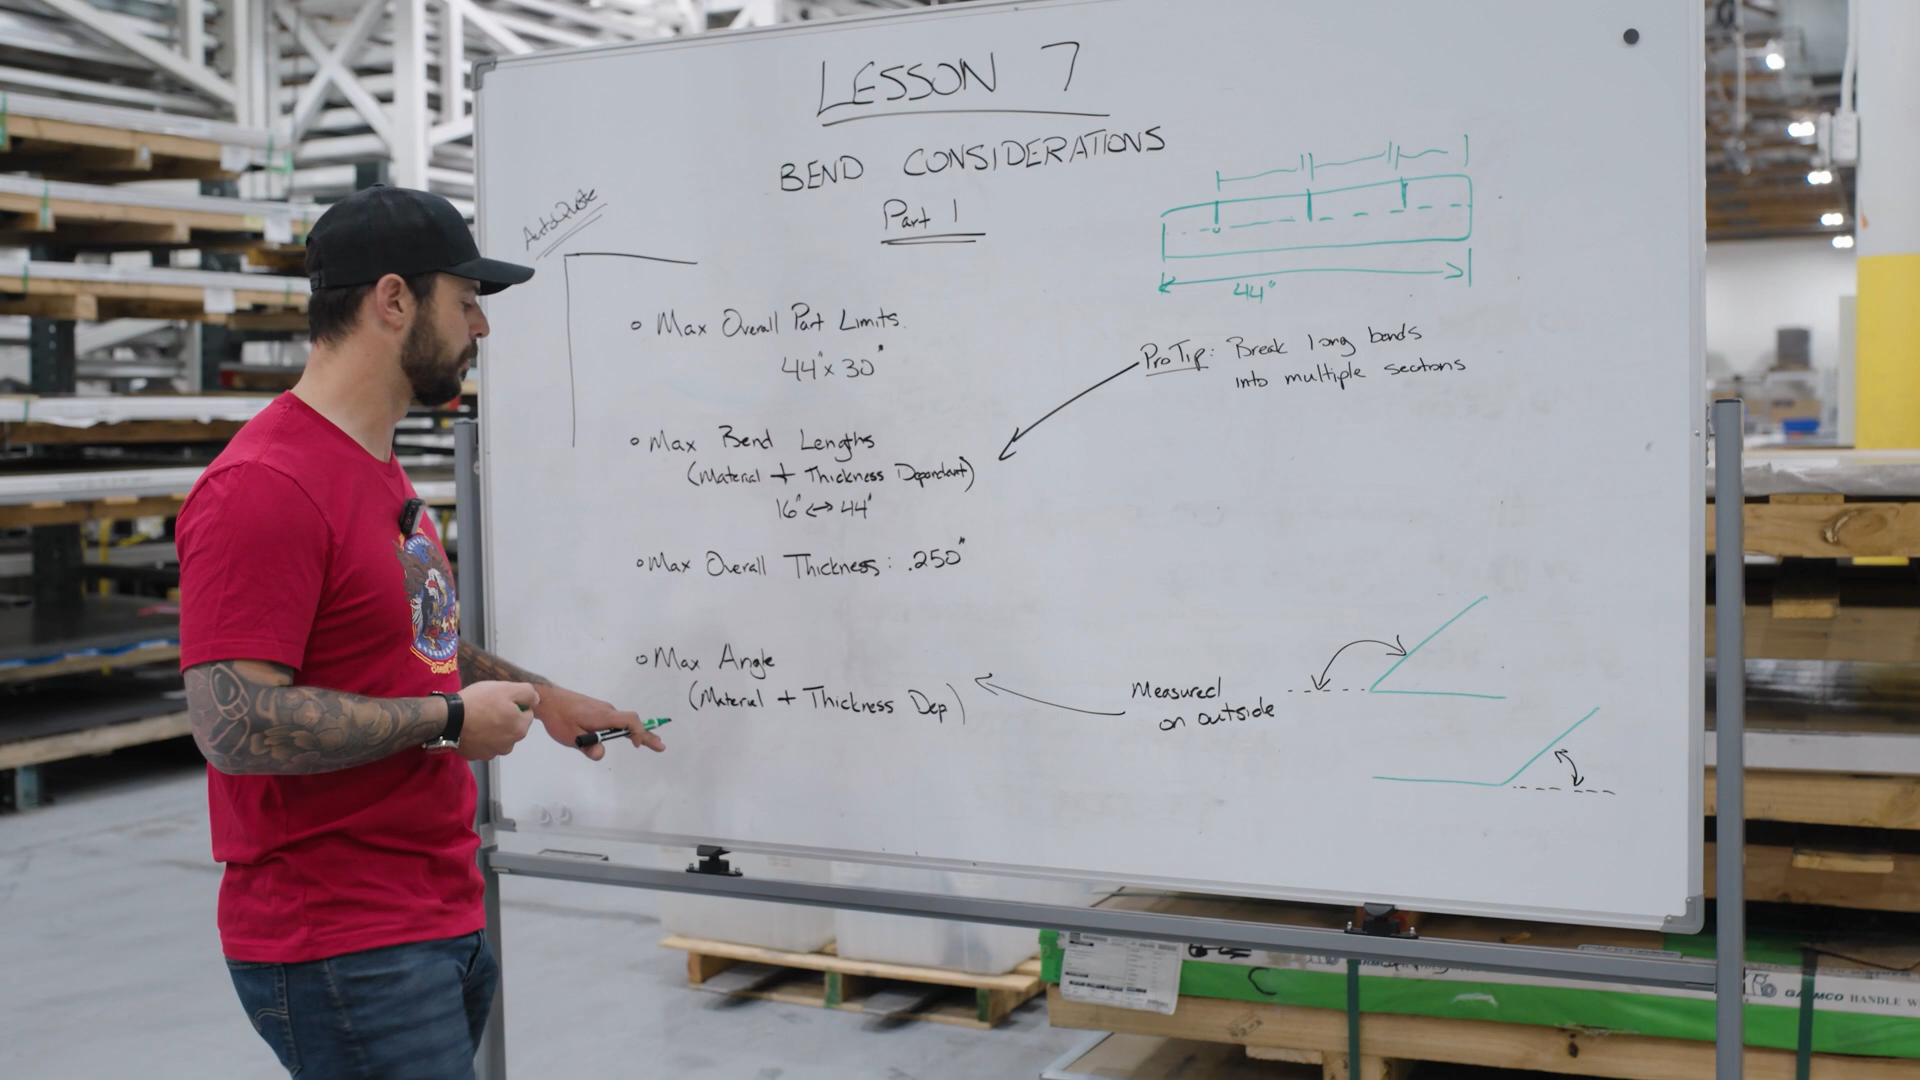 LESSON 7
BEND CONSIDERATIONS
Part 1
AutoQuote
44"
• Max Overall Part Limits.
44" x 30"
Pro Tip: Break long bends
into multiple sections
• Max Bend Lengths
(Material + Thickness Dependant)
16" ↔ 44"
• Max Overall Thickness: .250"
• Max Angle
(Material + Thickness Dep)
Measured
on outside
HANDLE W